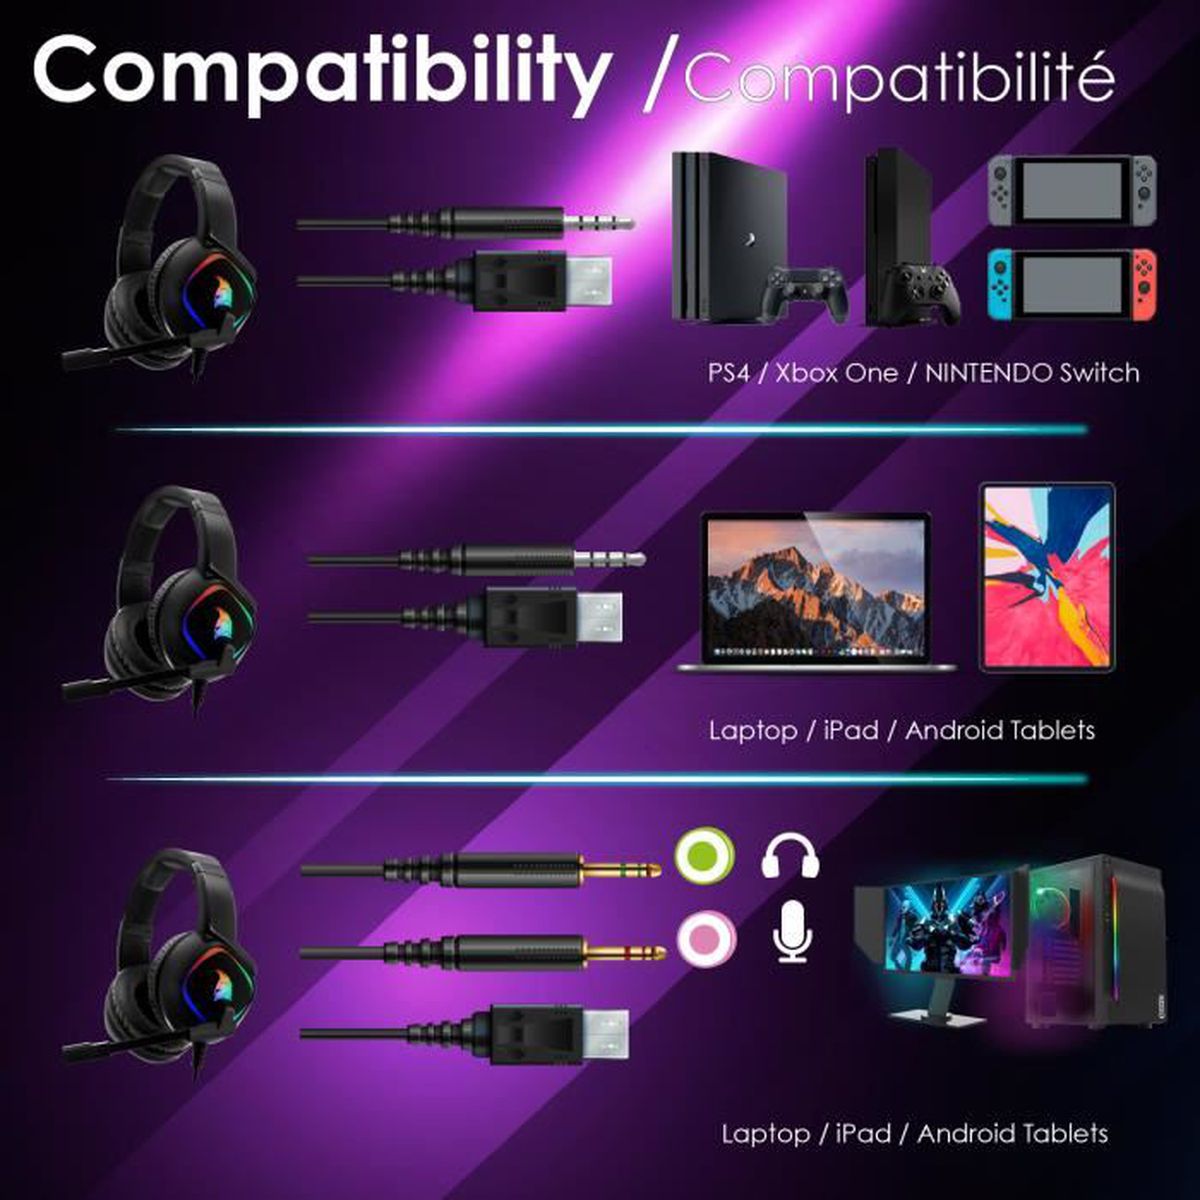 Compatibility / Compatibilité
PS4 / Xbox One / NINTENDO Switch
Laptop / iPad / Android Tablets
Laptop / iPad / Android Tablets